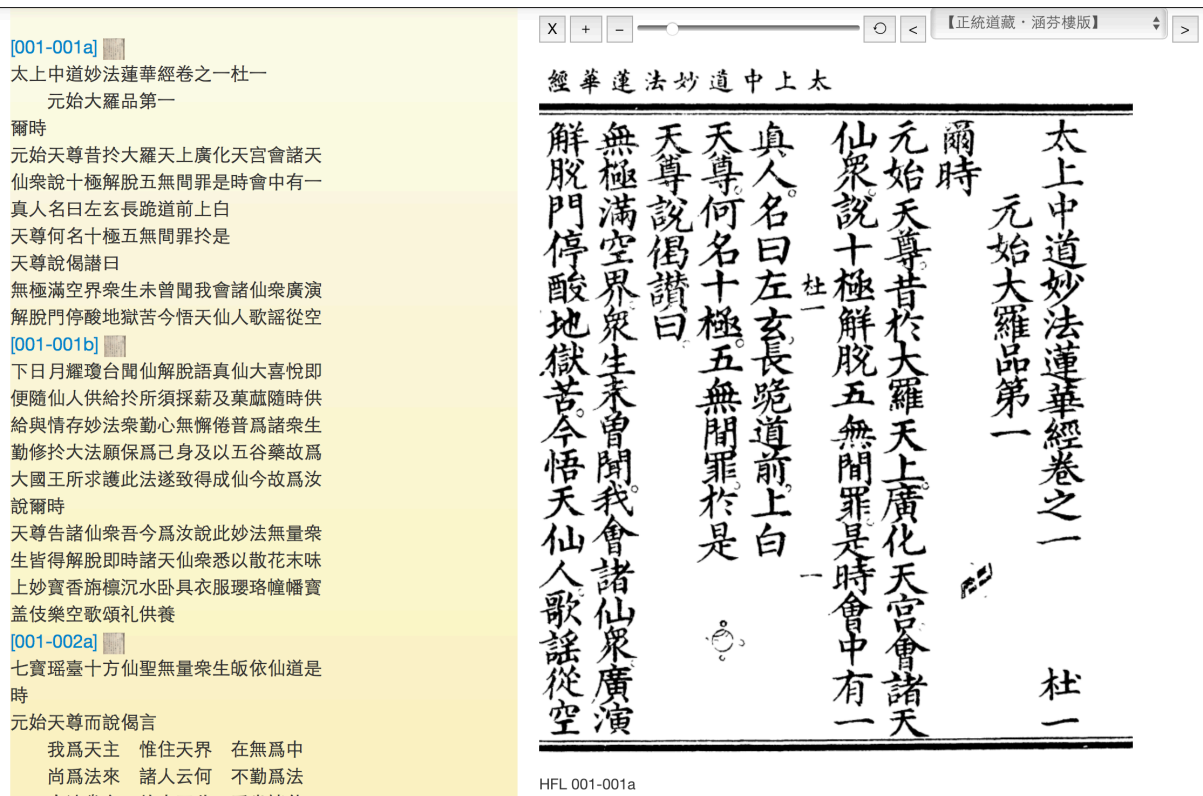 [001-001a]
太上中道妙法蓮華經卷之一杜一
元始大羅品第一
爾時
元始天尊昔扵大羅天上廣化天宫會諸天
仙衆說十極解脫五無間罪是時會中有一
真人名曰左玄長跪道前上白
天尊何名十極五無間罪扵是
天尊說偈譛曰
無極滿空界衆生未曾聞我會諸仙衆廣演
解脫門停酸地獄苦今悟天仙人歌謡從空
[001-001b]
下日月耀瓊台聞仙解脫語真仙大喜悅即
便隨仙人供給扵所須採薪及菓蓏隨時供
給與情存妙法衆勤心無懈倦普爲諸衆生
勤修扵大法願保爲己身及以五谷藥故爲
大國王所求護此法遂致得成仙今故爲汝
說爾時
天尊告諸仙衆吾今爲汝說此妙法無量衆
生皆得解脫即時諸天仙衆悉以散花末味
上妙寳香旃檀沉水卧具衣服瓔珞幢幡寳
盖伎樂空歌頌礼供養
[001-002a]
七寳瑶臺十方仙聖無量衆生皈依仙道是
時
元始天尊而說偈言
我爲天主 惟住天界 在無爲中
尚爲法來 諸人云何 不勤爲法
X + − < 【正統道藏・涵芬樓版】 >
太上中道妙法蓮華經
太上中道妙法蓮華經卷之一 杜一
元始大羅品第一
爾時
元始天尊昔於大羅天上廣化天宮會諸天
仙衆說十極解脫五無間罪是時會中有一
杜一 一
真人名曰左玄長跪道前上白
天尊何名十極五無間罪於是
天尊說偈讃曰
無極滿空界衆生未曾聞我會諸仙衆廣演
解脫門停酸地獄苦今悟天仙人歌謡從空
HFL 001-001a